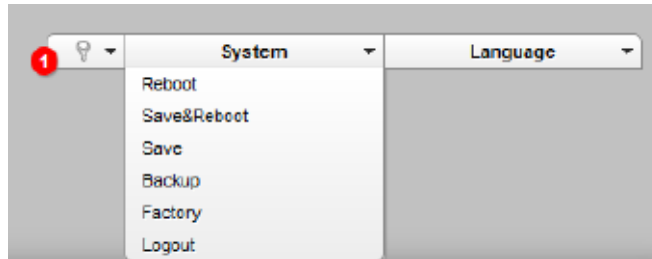 1
System
Language
Reboot
Save&Reboot
Save
Backup
Factory
Logout